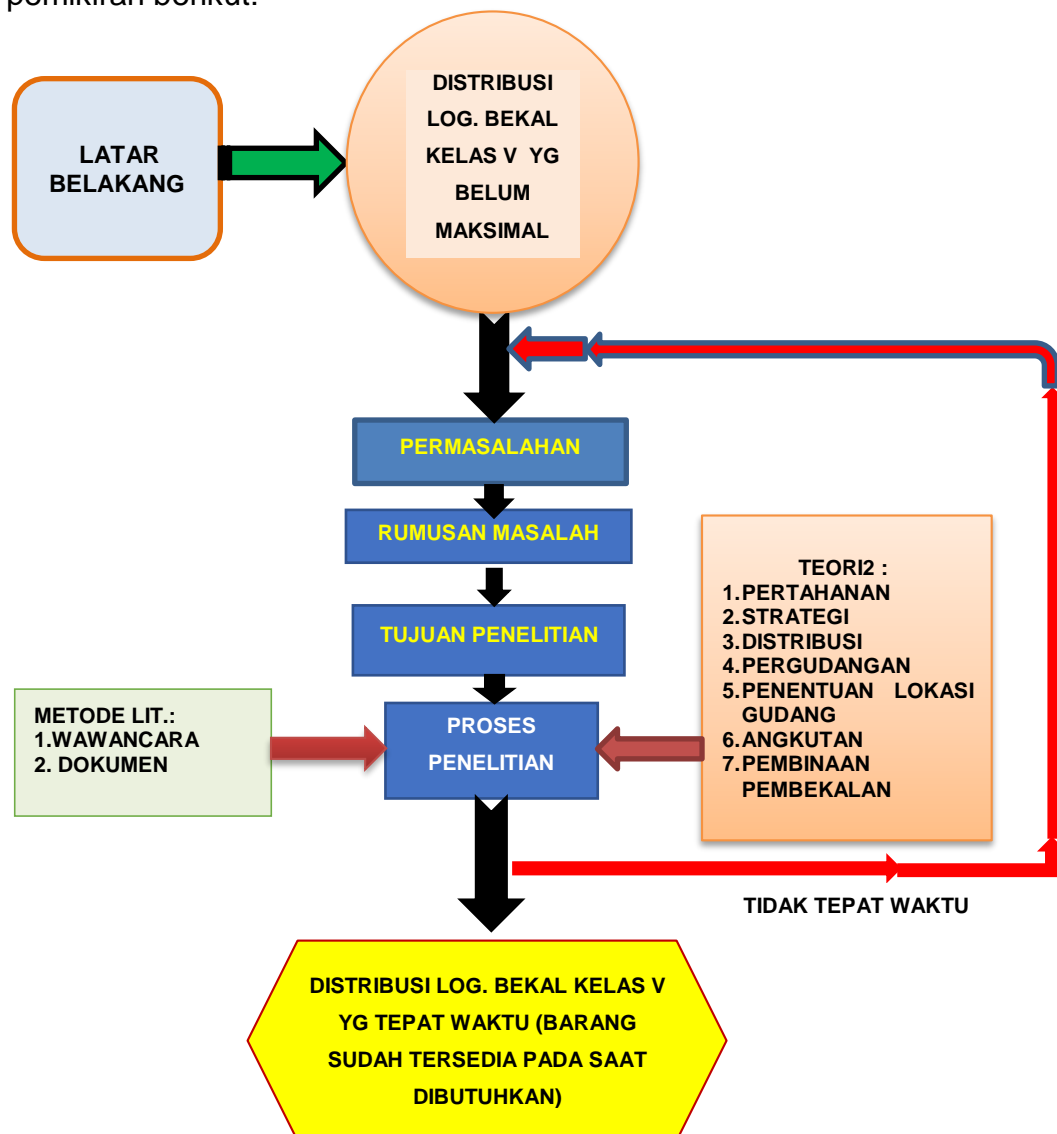 pemikiran berikut:
DISTRIBUSI
LOG. BEKAL
KELAS V YG
BELUM
MAKSIMAL
LATAR
BELAKANG
PERMASALAHAN
RUMUSAN MASALAH
TUJUAN PENELITIAN
TEORI2 :
1.PERTAHANAN
2.STRATEGI
3.DISTRIBUSI
4.PERGUDANGAN
5.PENENTUAN LOKASI
GUDANG
6.ANGKUTAN
7.PEMBINAAN
PEMBEKALAN
METODE LIT.:
1.WAWANCARA
2. DOKUMEN
PROSES
PENELITIAN
TIDAK TEPAT WAKTU
DISTRIBUSI LOG. BEKAL KELAS V
YG TEPAT WAKTU (BARANG
SUDAH TERSEDIA PADA SAAT
DIBUTUHKAN)